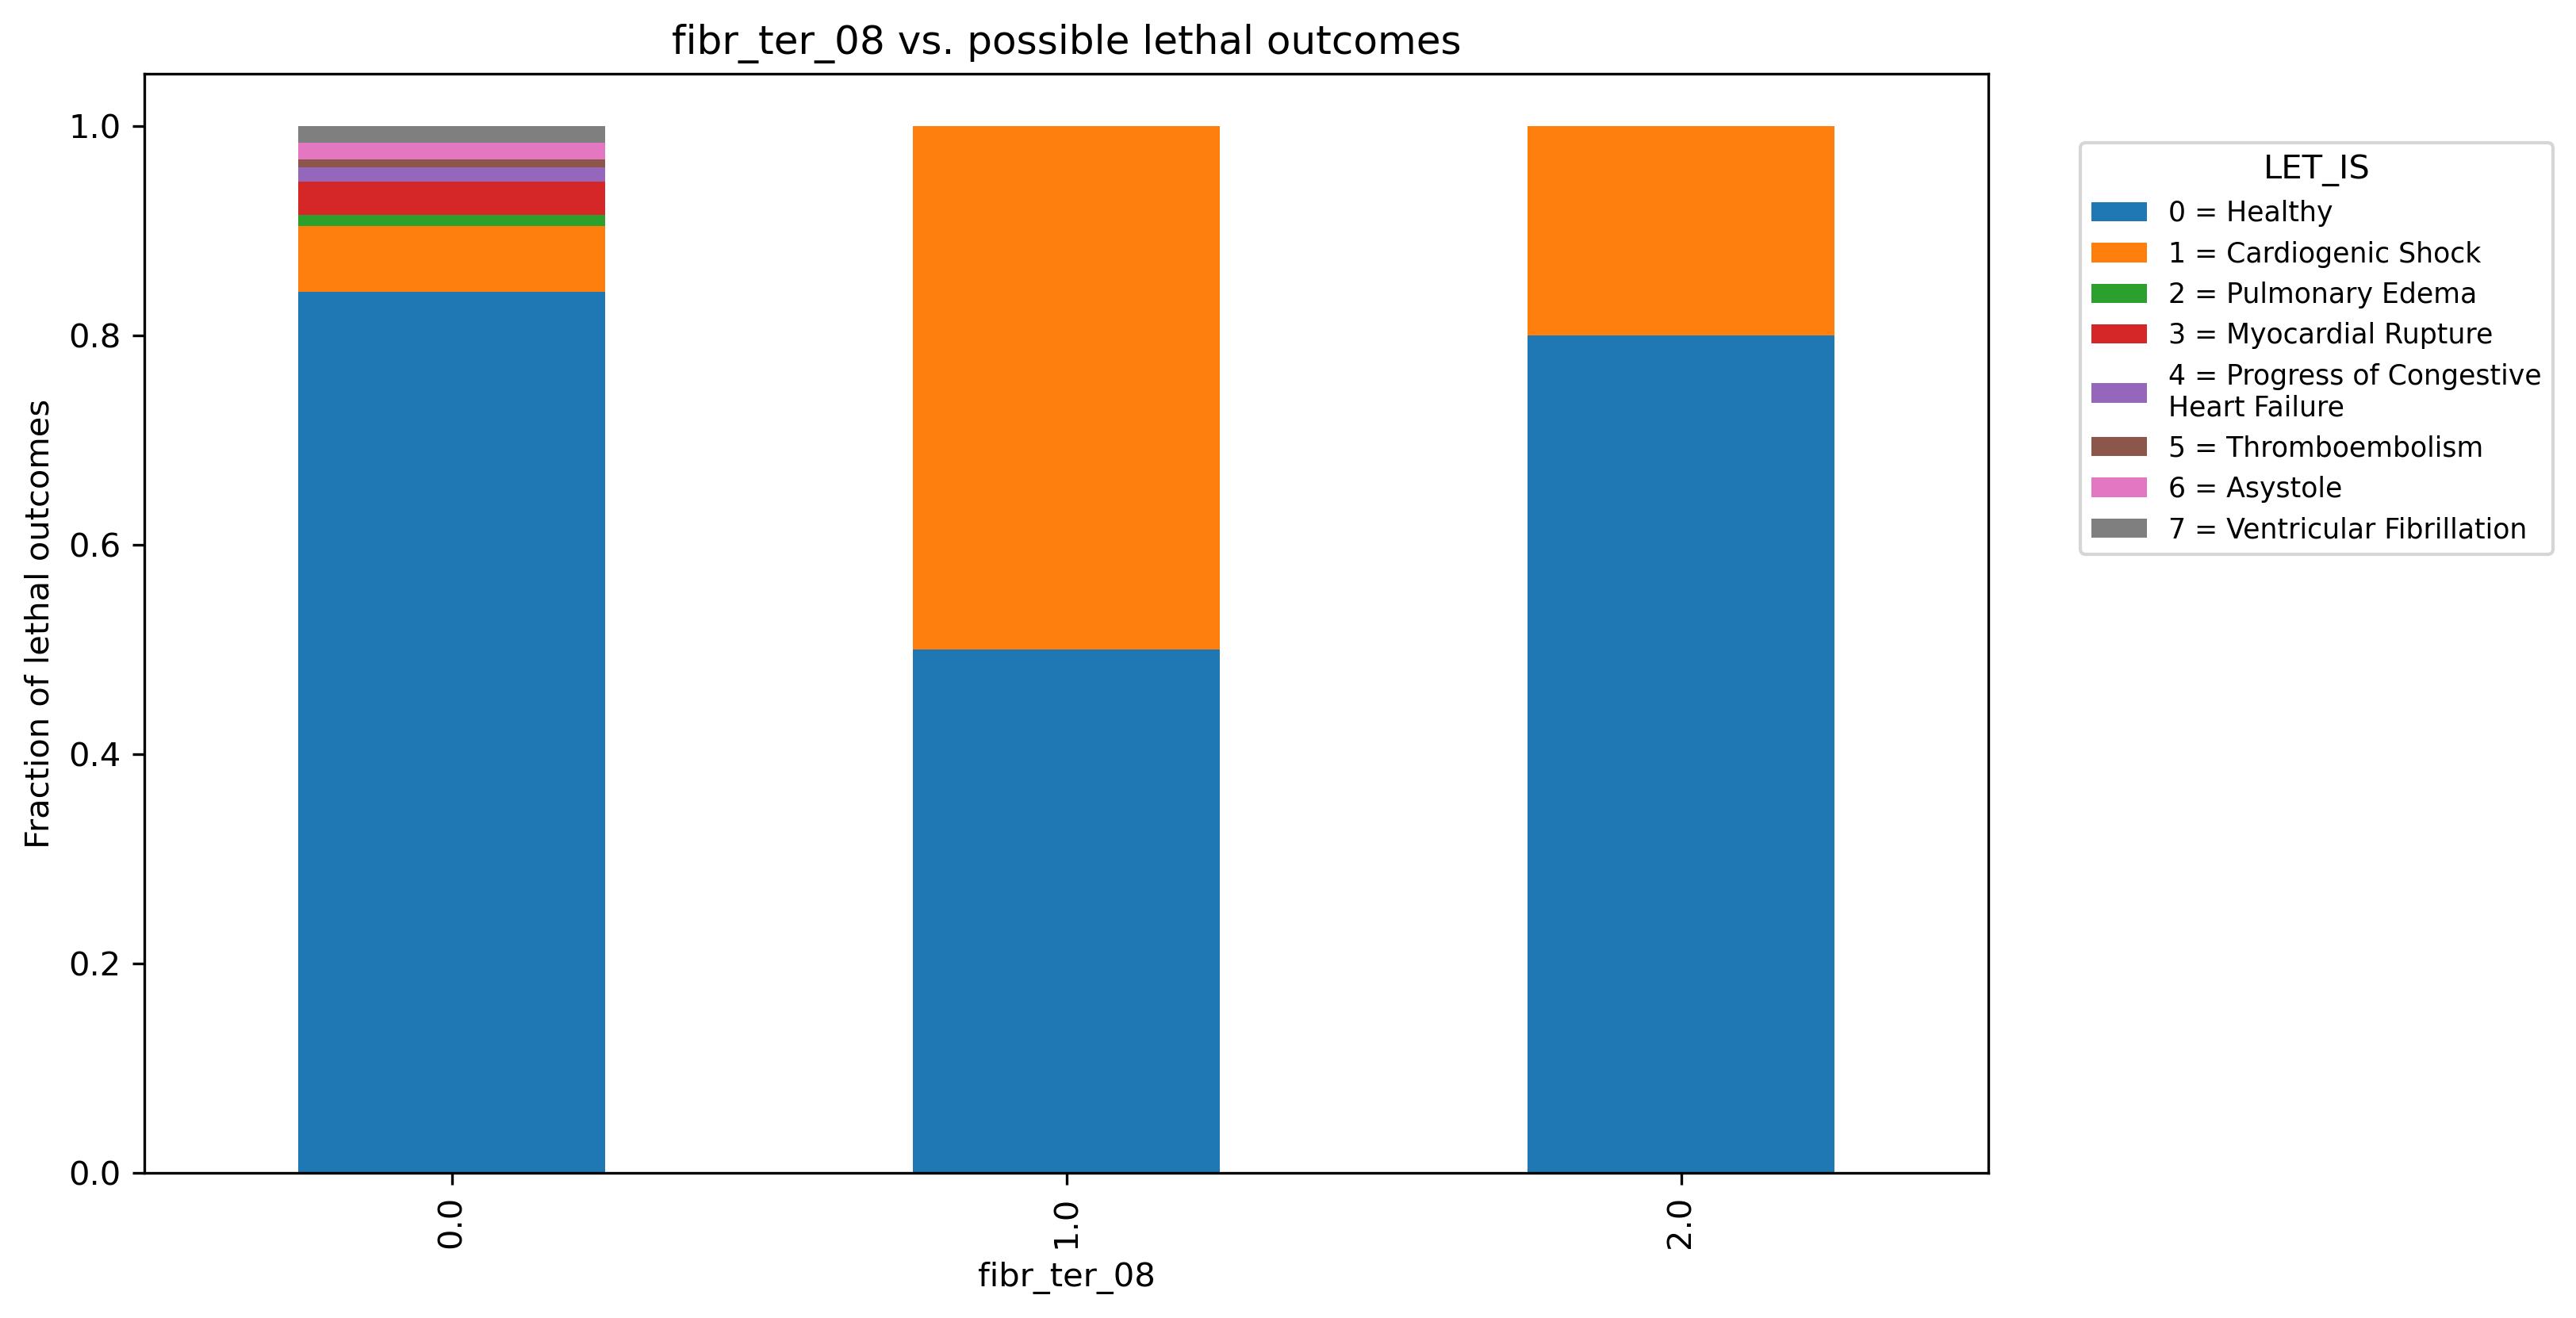 fibr_ter_08 vs. possible lethal outcomes
Fraction of lethal outcomes
1.0
0.8
0.6
0.4
0.2
0.0
0.0
1.0
2.0
fibr_ter_08
LET_IS
0 = Healthy
1 = Cardiogenic Shock
2 = Pulmonary Edema
3 = Myocardial Rupture
4 = Progress of Congestive
Heart Failure
5 = Thromboembolism
6 = Asystole
7 = Ventricular Fibrillation